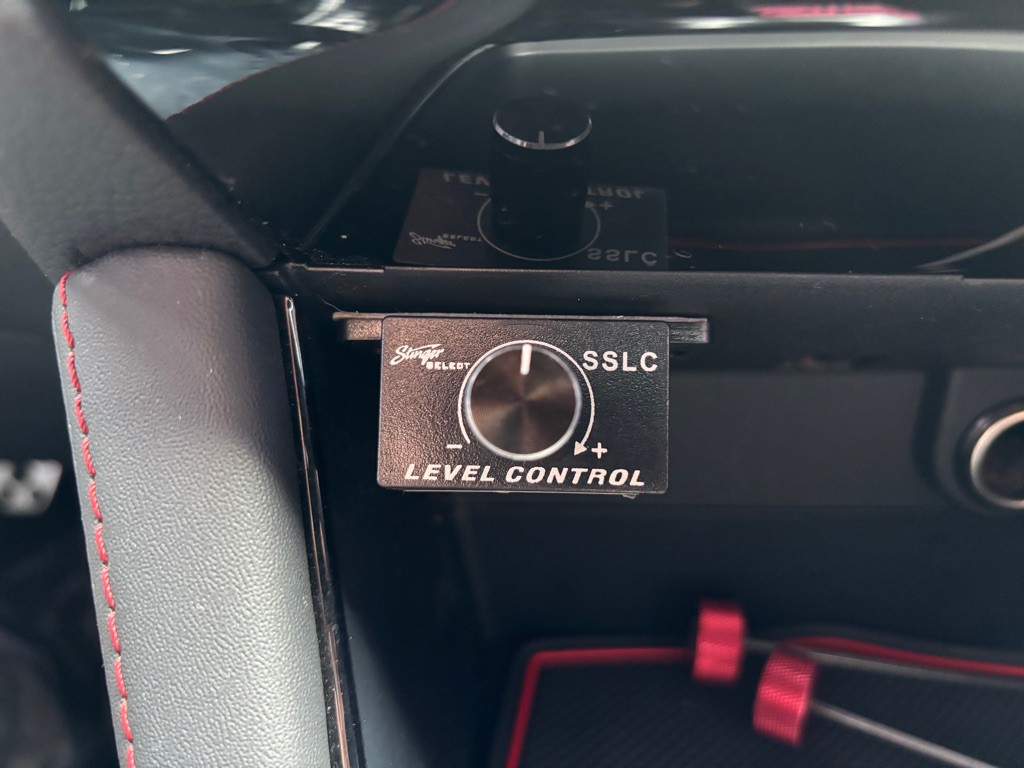 Stinger
SELECT
SSLC
- +
LEVEL CONTROL